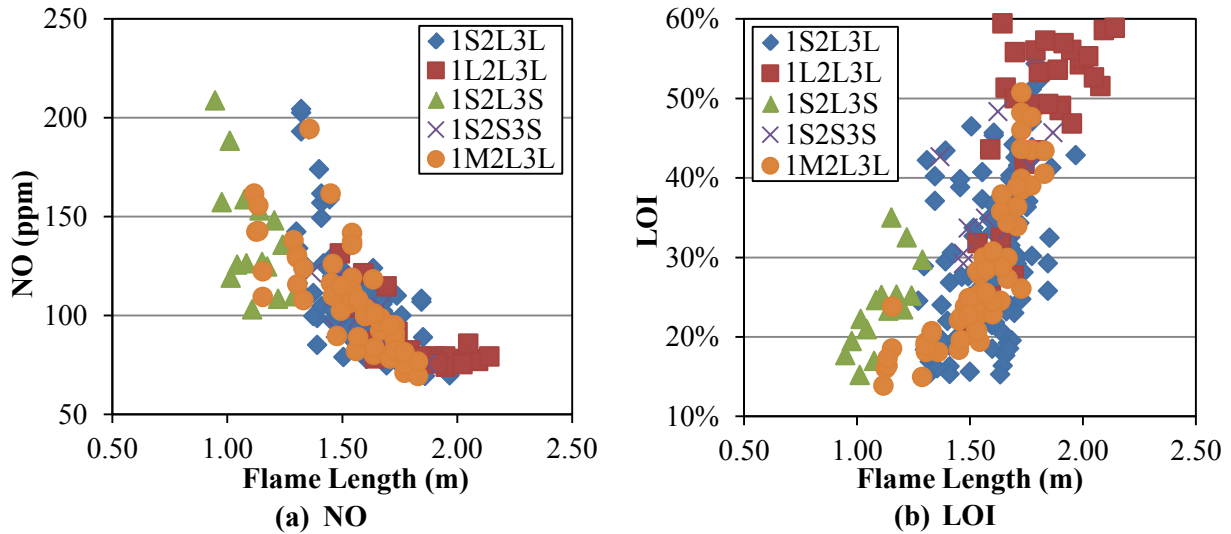 250
200
150
100
50
NO (ppm)
1S2L3L
1L2L3L
1S2L3S
1S2S3S
1M2L3L
0.50 1.00 1.50 2.00 2.50
Flame Length (m)
(a) NO
60%
50%
40%
30%
20%
10%
LOI
1S2L3L
1L2L3L
1S2L3S
1S2S3S
1M2L3L
0.50 1.00 1.50 2.00 2.50
Flame Length (m)
(b) LOI